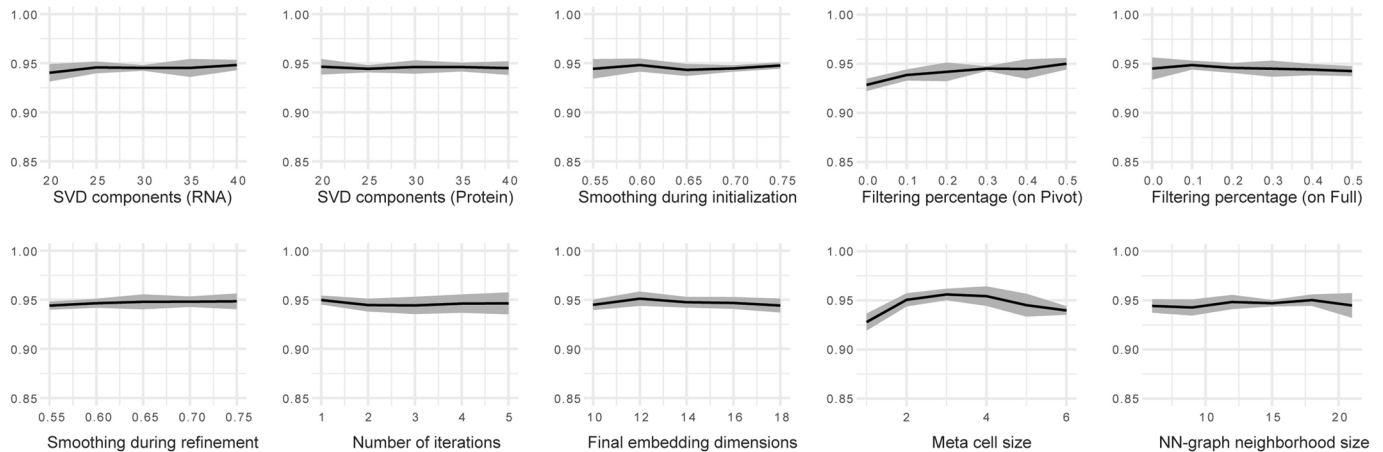 1.00 1.00 1.00 1.00 1.00
0.95 0.95 0.95 0.95 0.95
0.90 0.90 0.90 0.90 0.90
0.85 0.85 0.85 0.85 0.85
20 25 30 35 40 20 25 30 35 40 0.55 0.60 0.65 0.70 0.75 0.0 0.1 0.2 0.3 0.4 0.5 0.0 0.1 0.2 0.3 0.4 0.5
SVD components (RNA) SVD components (Protein) Smoothing during initialization Filtering percentage (on Pivot) Filtering percentage (on Full)
1.00 1.00 1.00 1.00 1.00
0.95 0.95 0.95 0.95 0.95
0.90 0.90 0.90 0.90 0.90
0.85 0.85 0.85 0.85 0.85
0.55 0.60 0.65 0.70 0.75 1 2 3 4 5 10 12 14 16 18 2 4 6 10 15 20
Smoothing during refinement Number of iterations Final embedding dimensions Meta cell size NN-graph neighborhood size